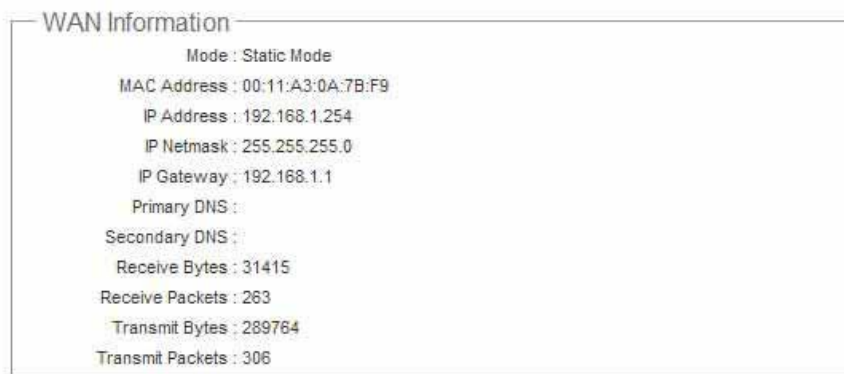 WAN Information
Mode : Static Mode
MAC Address : 00:11:A3:0A:7B:F9
IP Address : 192.168.1.254
IP Netmask : 255.255.255.0
IP Gateway : 192.168.1.1
Primary DNS :
Secondary DNS :
Receive Bytes : 31415
Receive Packets : 263
Transmit Bytes : 289764
Transmit Packets : 306